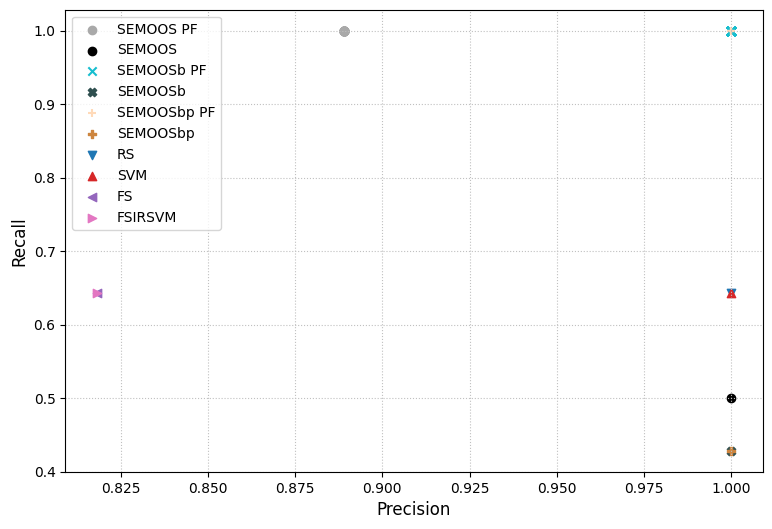 SEMOOS PF
SEMOOS
SEMOOSb PF
SEMOOSb
SEMOOSbp PF
SEMOOSbp
RS
SVM
FS
FSIRSVM
1.0
0.9
0.8
0.7
0.6
0.5
0.4
Recall
0.825 0.850 0.875 0.900 0.925 0.950 0.975 1.000
Precision